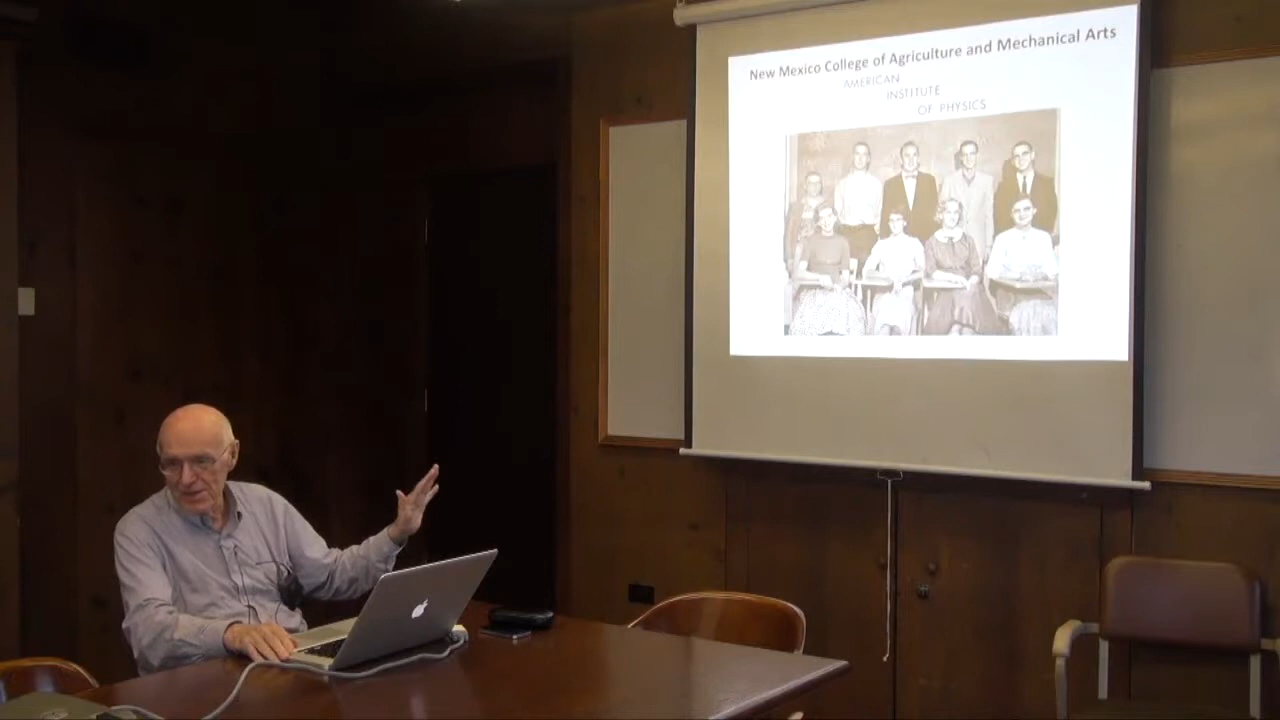 New Mexico College of Agriculture and Mechanical Arts
AMERICAN
INSTITUTE
OF PHYSICS